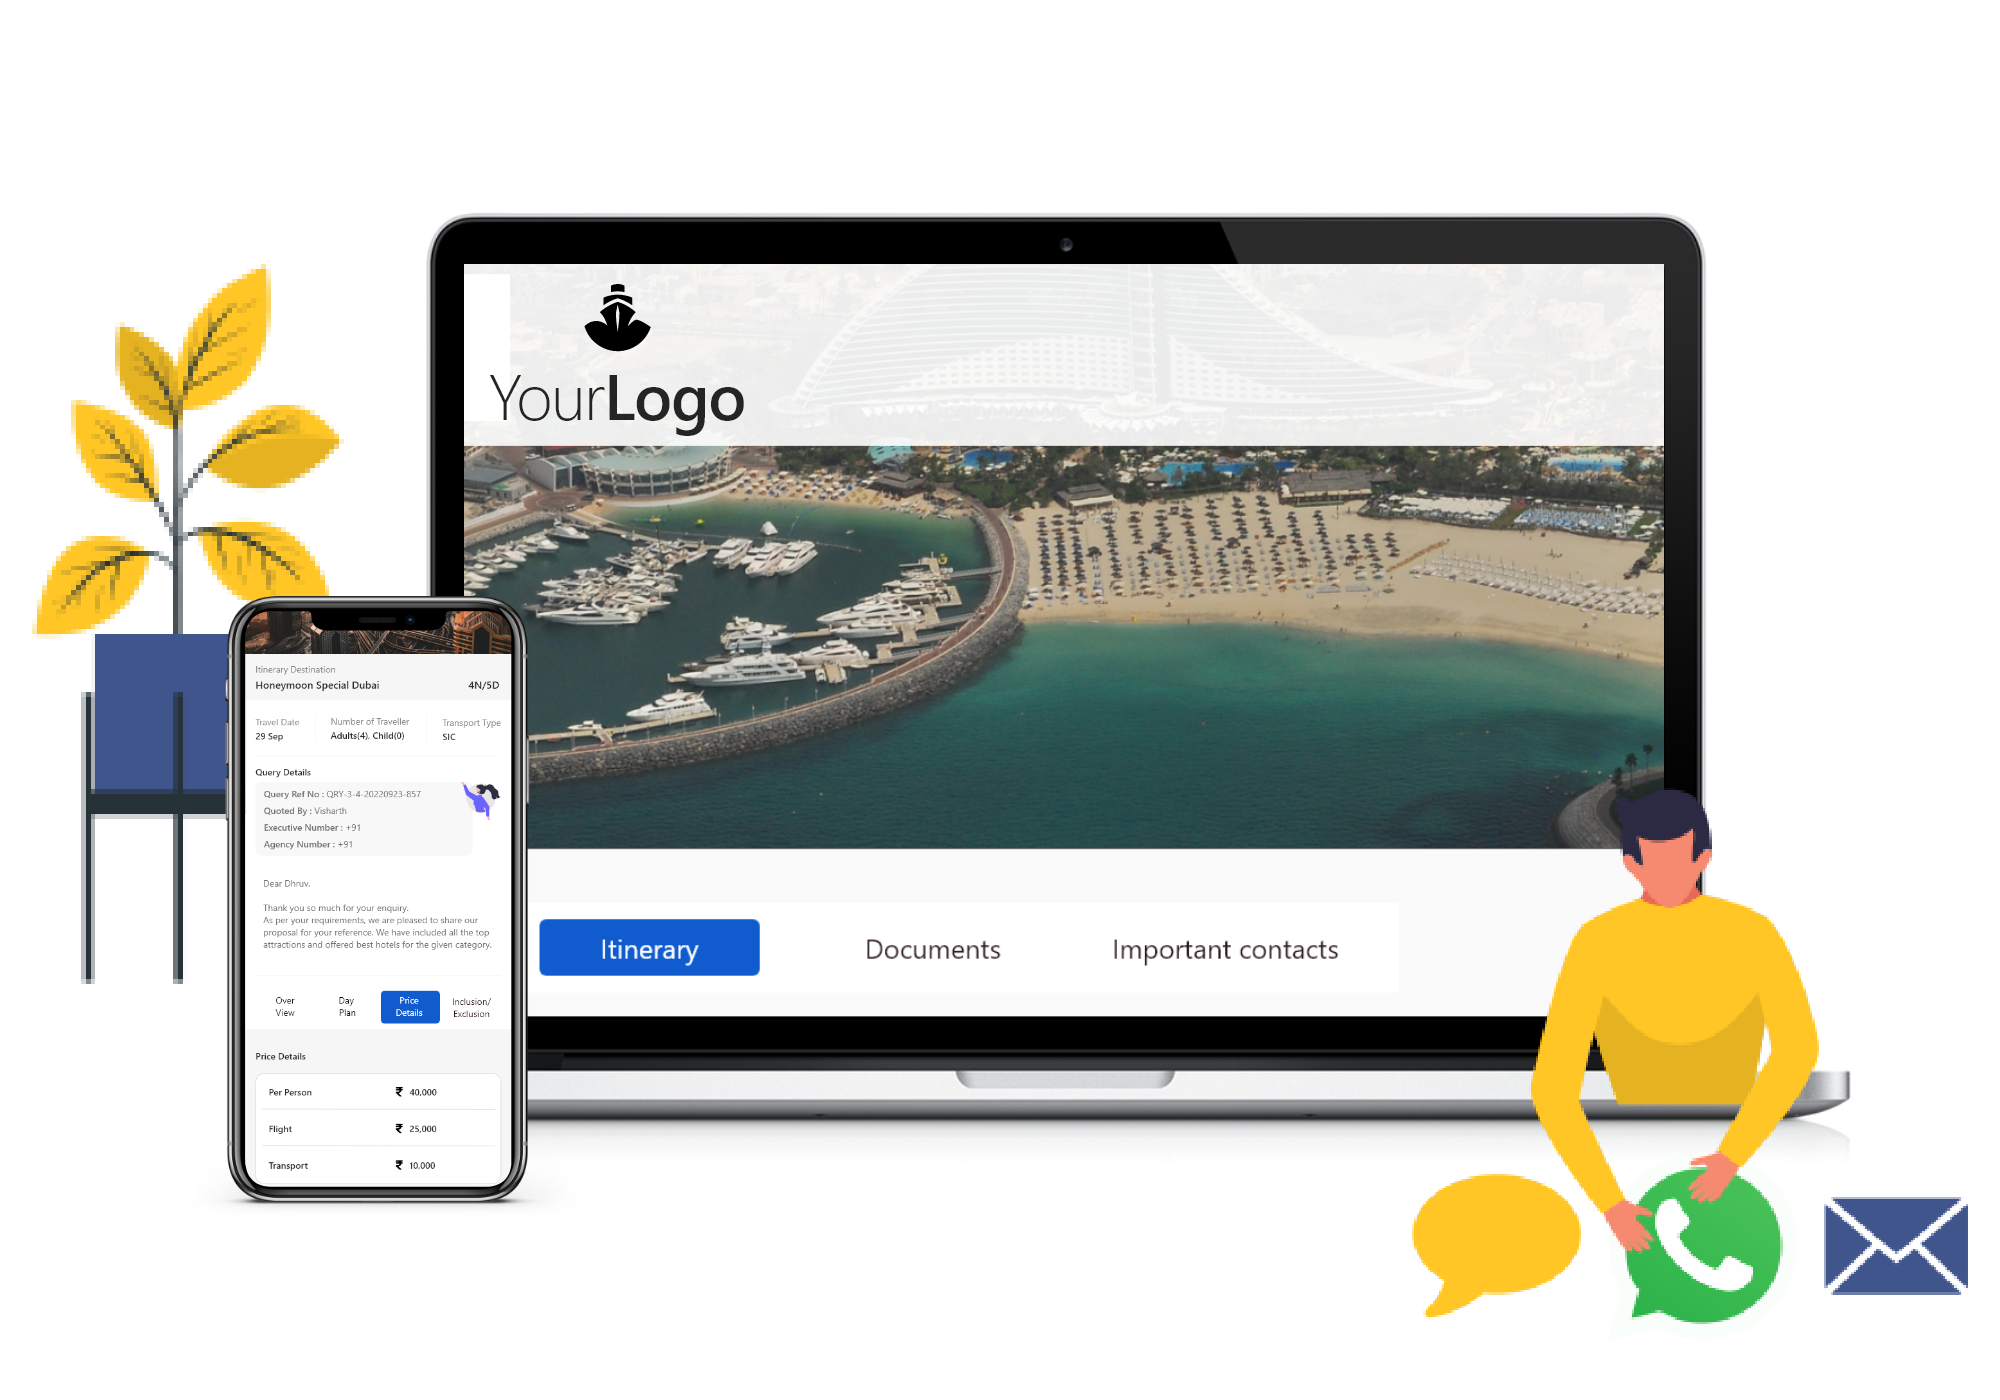 YourLogo
Itinerary Documents Important contacts
Itinerary Destination
Honeymoon Special Dubai 4N/5D
Travel Date Number of Traveller Transport Type
29 Sep Adults(4), Child(0) SIC
Query Details
Query Ref No : QRY-3-4-20220923-857
Quoted By : Visharth
Executive Number : +91
Agency Number : +91
Dear Dhruv,
Thank you so much for your enquiry.
As per your requirements, we are pleased to share our
proposal for your reference. We have included all the top
attractions and offered best hotels for the given category.
Over View Day Plan Price Details Inclusion/ Exclusion
Price Details
Per Person ₹ 40,000
Flight ₹ 25,000
Transport ₹ 10,000